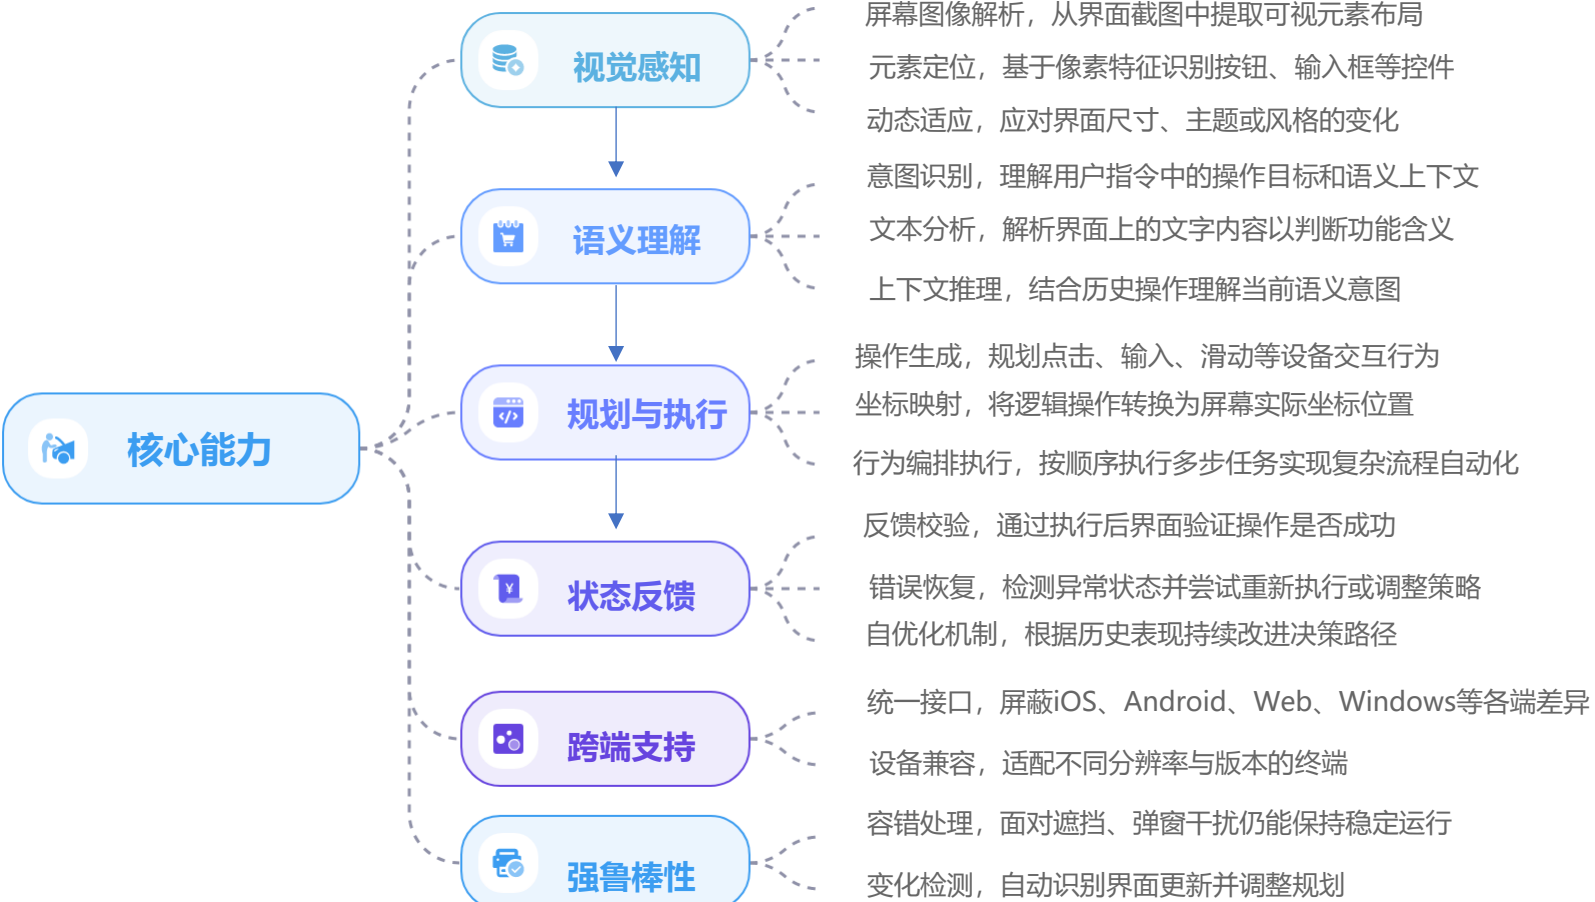 核心能力
视觉感知
屏幕图像解析，从界面截图中提取可视元素布局
元素定位，基于像素特征识别按钮、输入框等控件
动态适应，应对界面尺寸、主题或风格的变化
语义理解
意图识别，理解用户指令中的操作目标和语义上下文
文本分析，解析界面上的文字内容以判断功能含义
上下文推理，结合历史操作理解当前语义意图
规划与执行
操作生成，规划点击、输入、滑动等设备交互行为
坐标映射，将逻辑操作转换为屏幕实际坐标位置
行为编排执行，按顺序执行多步任务实现复杂流程自动化
状态反馈
反馈校验，通过执行后界面验证操作是否成功
错误恢复，检测异常状态并尝试重新执行或调整策略
自优化机制，根据历史表现持续改进决策路径
跨端支持
统一接口，屏蔽iOS、Android、Web、Windows等各端差异
设备兼容，适配不同分辨率与版本的终端
强鲁棒性
容错处理，面对遮挡、弹窗干扰仍能保持稳定运行
变化检测，自动识别界面更新并调整规划